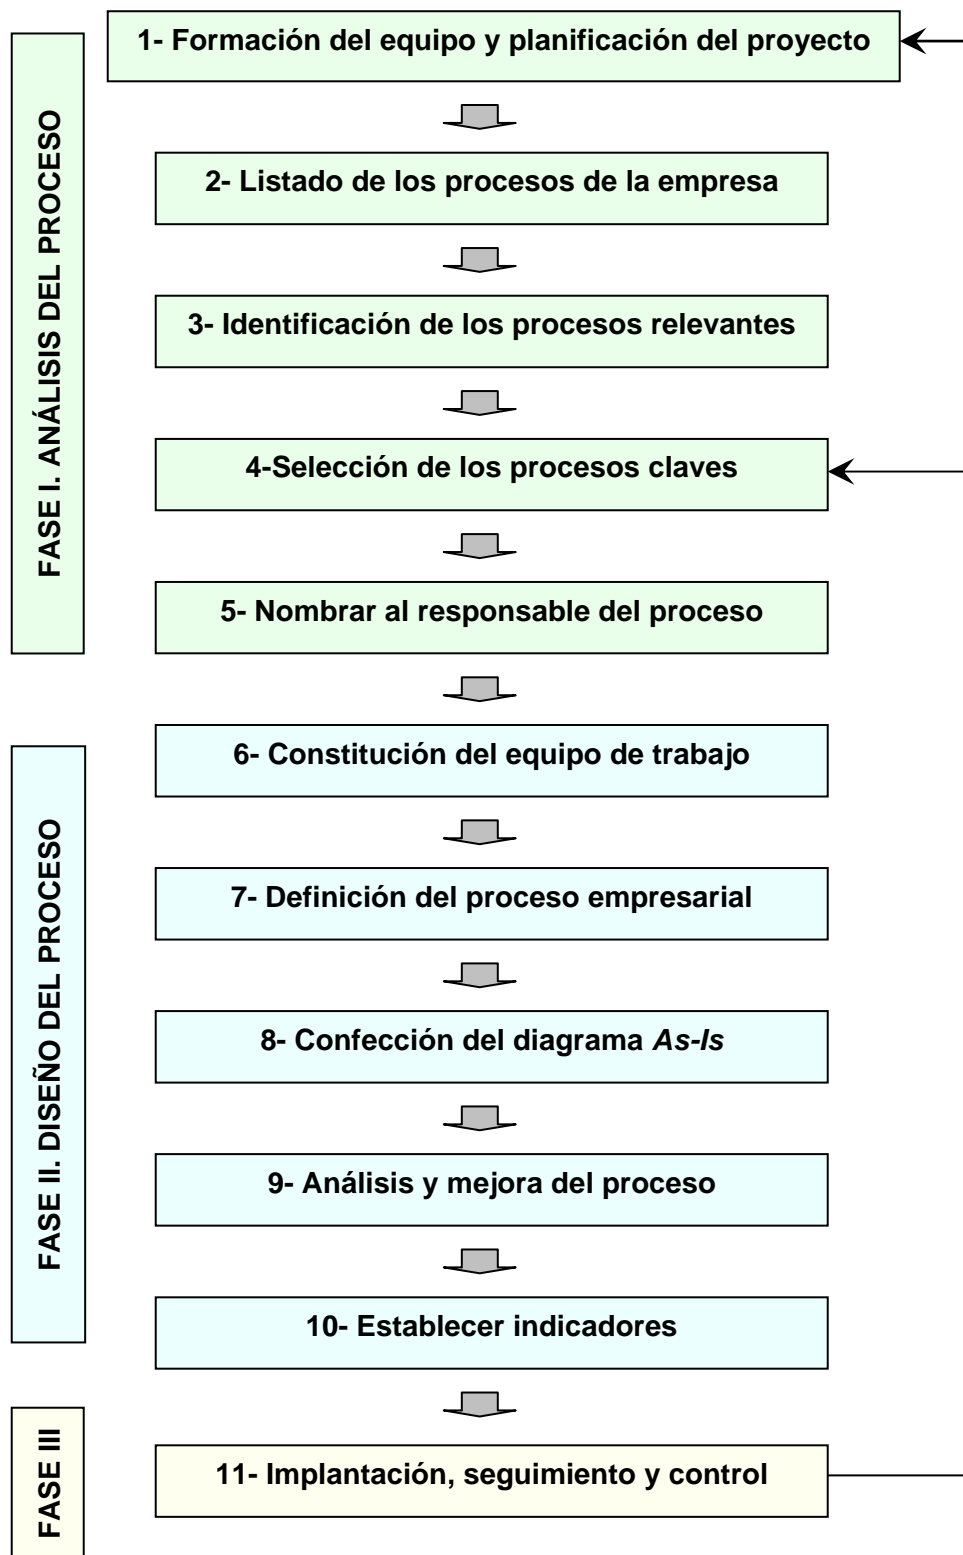 FASE I. ANÁLISIS DEL PROCESO
1- Formación del equipo y planificación del proyecto
2- Listado de los procesos de la empresa
3- Identificación de los procesos relevantes
4-Selección de los procesos claves
5- Nombrar al responsable del proceso
FASE II. DISEÑO DEL PROCESO
6- Constitución del equipo de trabajo
7- Definición del proceso empresarial
8- Confección del diagrama As-Is
9- Análisis y mejora del proceso
10- Establecer indicadores
FASE III
11- Implantación, seguimiento y control